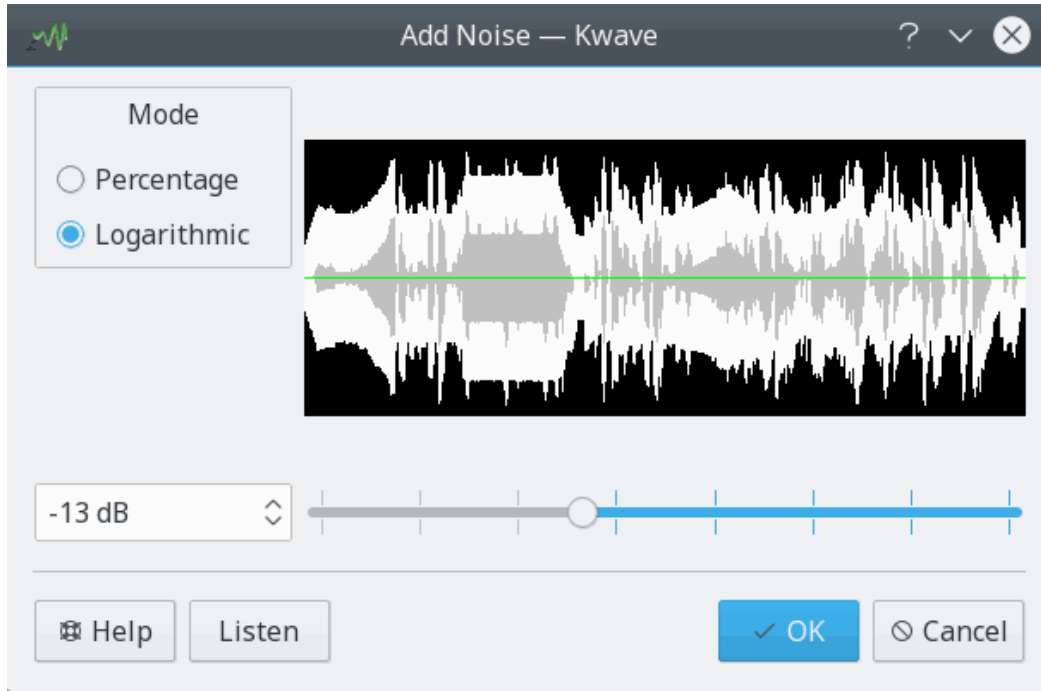 Add Noise — Kwave ?
Mode
Percentage
Logarithmic
-13 dB
Help
Listen
OK
Cancel